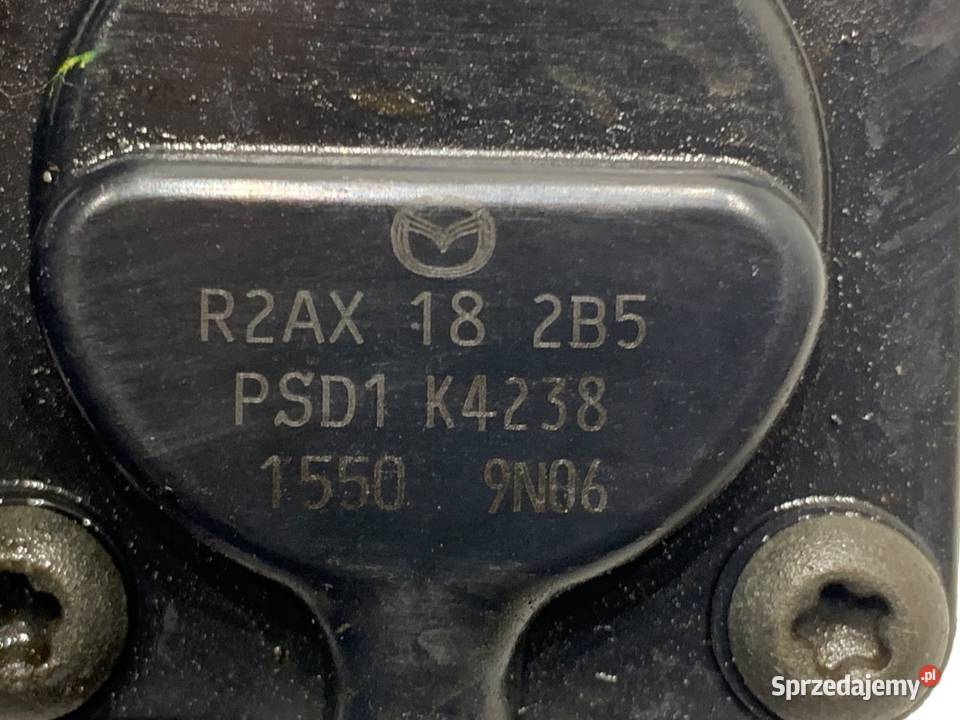 R2AX 18 2B5
PSD1 K4238
1550 9N06
Sprzedajemy.pl